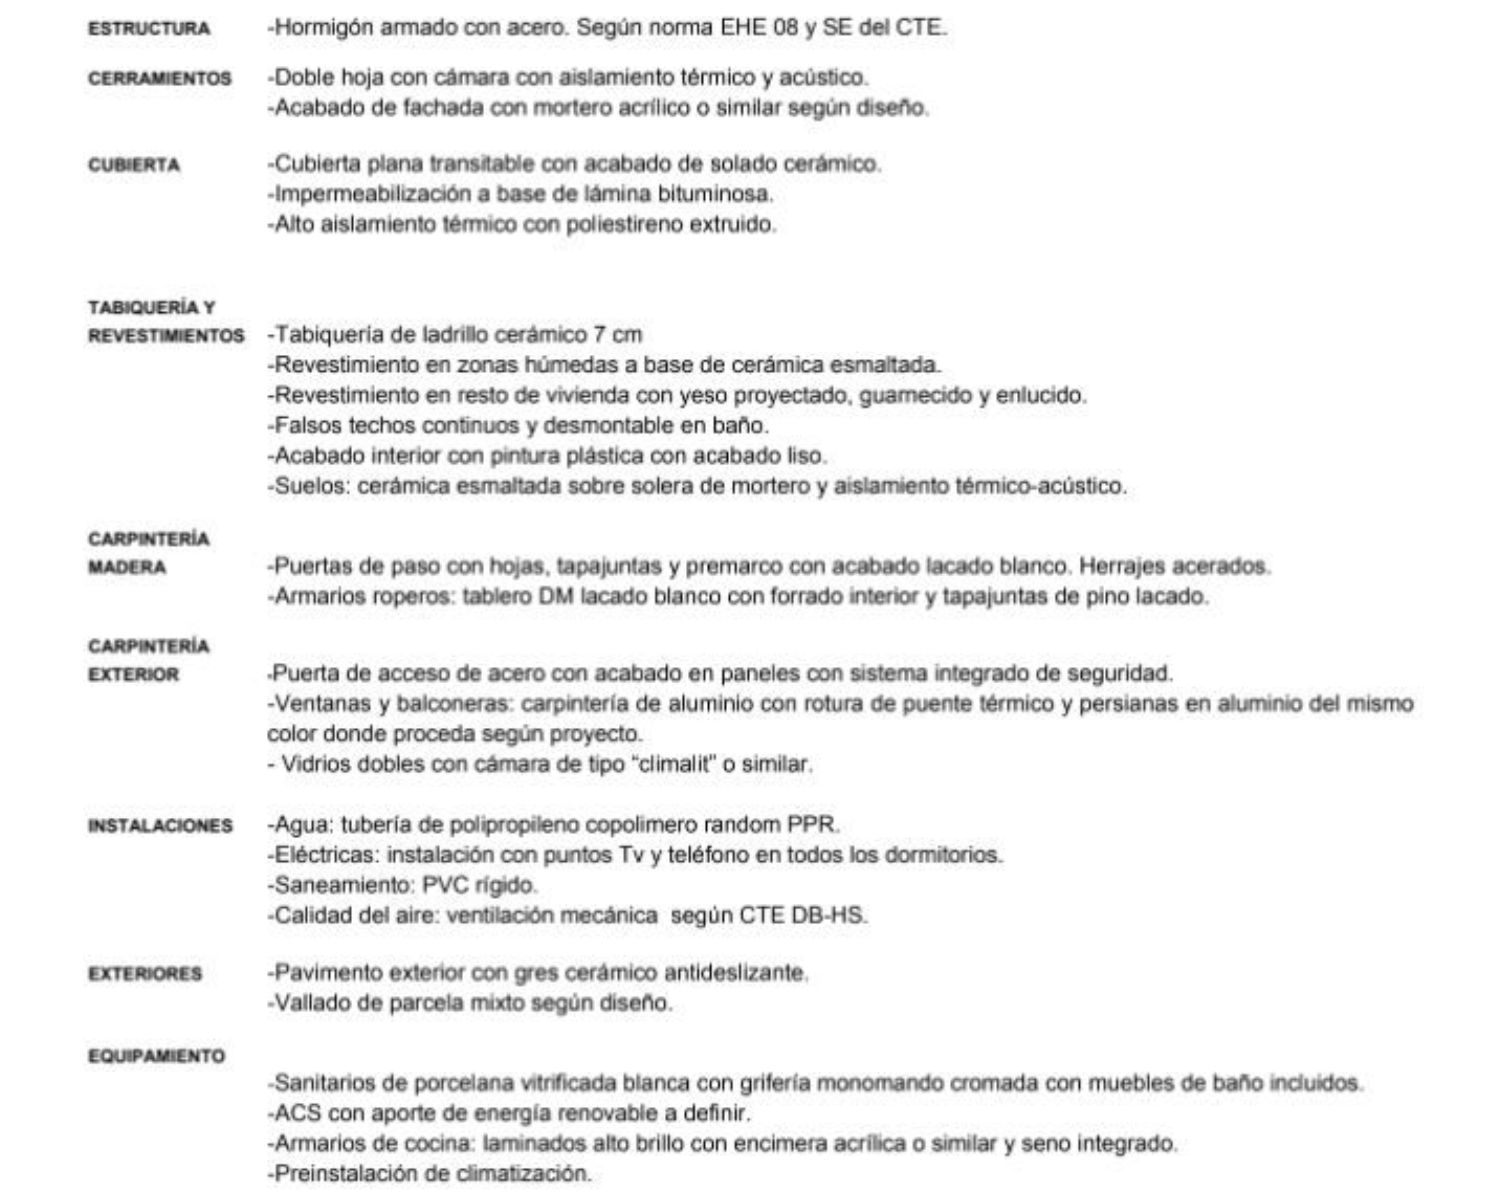 ESTRUCTURA -Hormigón armado con acero. Según norma EHE 08 y SE del CTE.
CERRAMIENTOS -Doble hoja con cámara con aislamiento térmico y acústico.
-Acabado de fachada con mortero acrílico o similar según diseño.
CUBIERTA -Cubierta plana transitable con acabado de solado cerámico.
-Impermeabilización a base de lámina bituminosa.
-Alto aislamiento térmico con poliestireno extruido.
TABIQUERÍA Y
REVESTIMIENTOS -Tabiquería de ladrillo cerámico 7 cm
-Revestimiento en zonas húmedas a base de cerámica esmaltada.
-Revestimiento en resto de vivienda con yeso proyectado, guarnecido y enlucido.
-Falsos techos continuos y desmontable en baño.
-Acabado interior con pintura plástica con acabado liso.
-Suelos: cerámica esmaltada sobre solera de mortero y aislamiento térmico-acústico.
CARPINTERÍA
MADERA -Puertas de paso con hojas, tapajuntas y premarco con acabado lacado blanco. Herrajes acerados.
-Armarios roperos: tablero DM lacado blanco con forrado interior y tapajuntas de pino lacado.
CARPINTERÍA
EXTERIOR -Puerta de acceso de acero con acabado en paneles con sistema integrado de seguridad.
-Ventanas y balconeras: carpintería de aluminio con rotura de puente térmico y persianas en aluminio del mismo
color donde proceda según proyecto.
- Vidrios dobles con cámara de tipo “climalit” o similar.
INSTALACIONES -Agua: tubería de polipropileno copolimero random PPR.
-Eléctricas: instalación con puntos Tv y teléfono en todos los dormitorios.
-Saneamiento: PVC rígido.
-Calidad del aire: ventilación mecánica según CTE DB-HS.
EXTERIORES -Pavimento exterior con gres cerámico antideslizante.
-Vallado de parcela mixto según diseño.
EQUIPAMIENTO
-Sanitarios de porcelana vitrificada blanca con grifería monomando cromada con muebles de baño incluidos.
-ACS con aporte de energía renovable a definir.
-Armarios de cocina: laminados alto brillo con encimera acrílica o similar y seno integrado.
-Preinstalación de climatización.